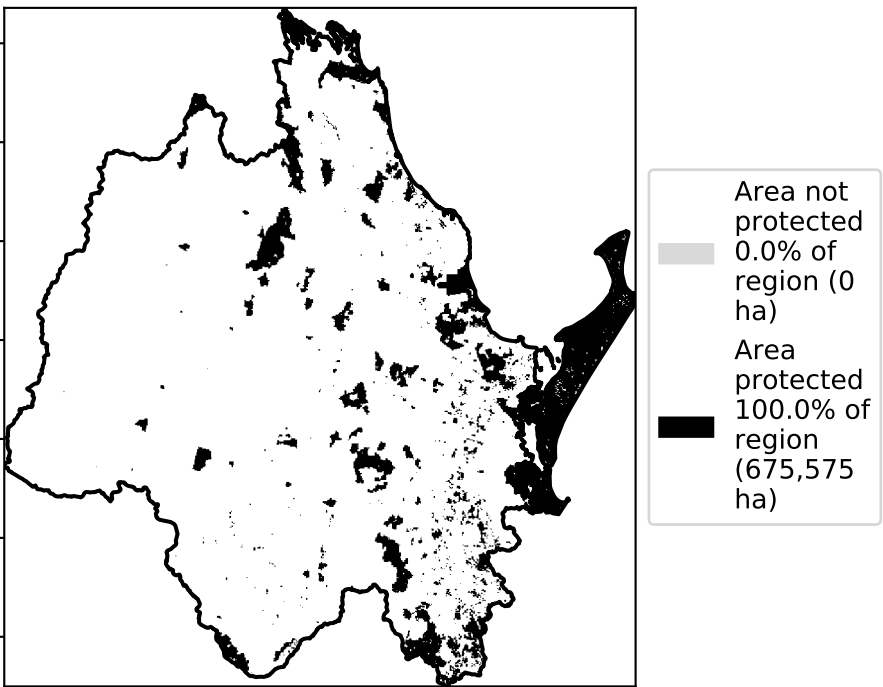 Area not
protected
0.0% of
region (0
ha)
Area
protected
100.0% of
region
(675,575
ha)